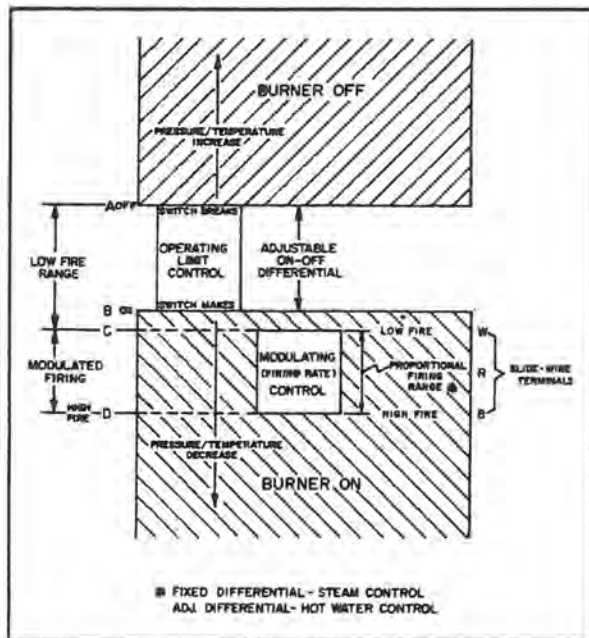 BURNER OFF
PRESSURE/TEMPERATURE
INCREASE
A OFF
SWITCH BREAKS
LOW FIRE
RANGE
OPERATING
LIMIT
CONTROL
ADJUSTABLE
ON-OFF
DIFFERENTIAL
B ON
SWITCH MAKES
C
LOW FIRE
W
MODULATED
FIRING
MODULATING
(FIRING RATE)
CONTROL
PROPORTIONAL
FIRING
RANGE
R
SLIDE-WIRE
TERMINALS
HIGH
FIRE
D
HIGH FIRE
B
PRESSURE/TEMPERATURE
DECREASE
BURNER ON
FIXED DIFFERENTIAL - STEAM CONTROL
ADJ. DIFFERENTIAL - HOT WATER CONTROL